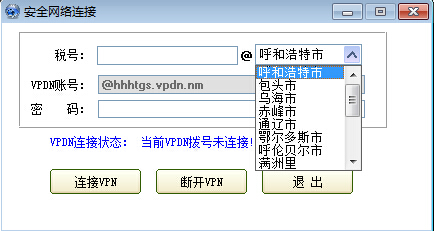 安全网络连接
税号： @ 呼和浩特市
呼和浩特市
VPDN账号： @hhhtgs.vpdn.nm 包头市
乌海市
密 码： 赤峰市
通辽市
VPDN连接状态： 当前VPDN拨号未连接! 鄂尔多斯市
呼伦贝尔市
满洲里
连接VPN 断开VPN 退 出